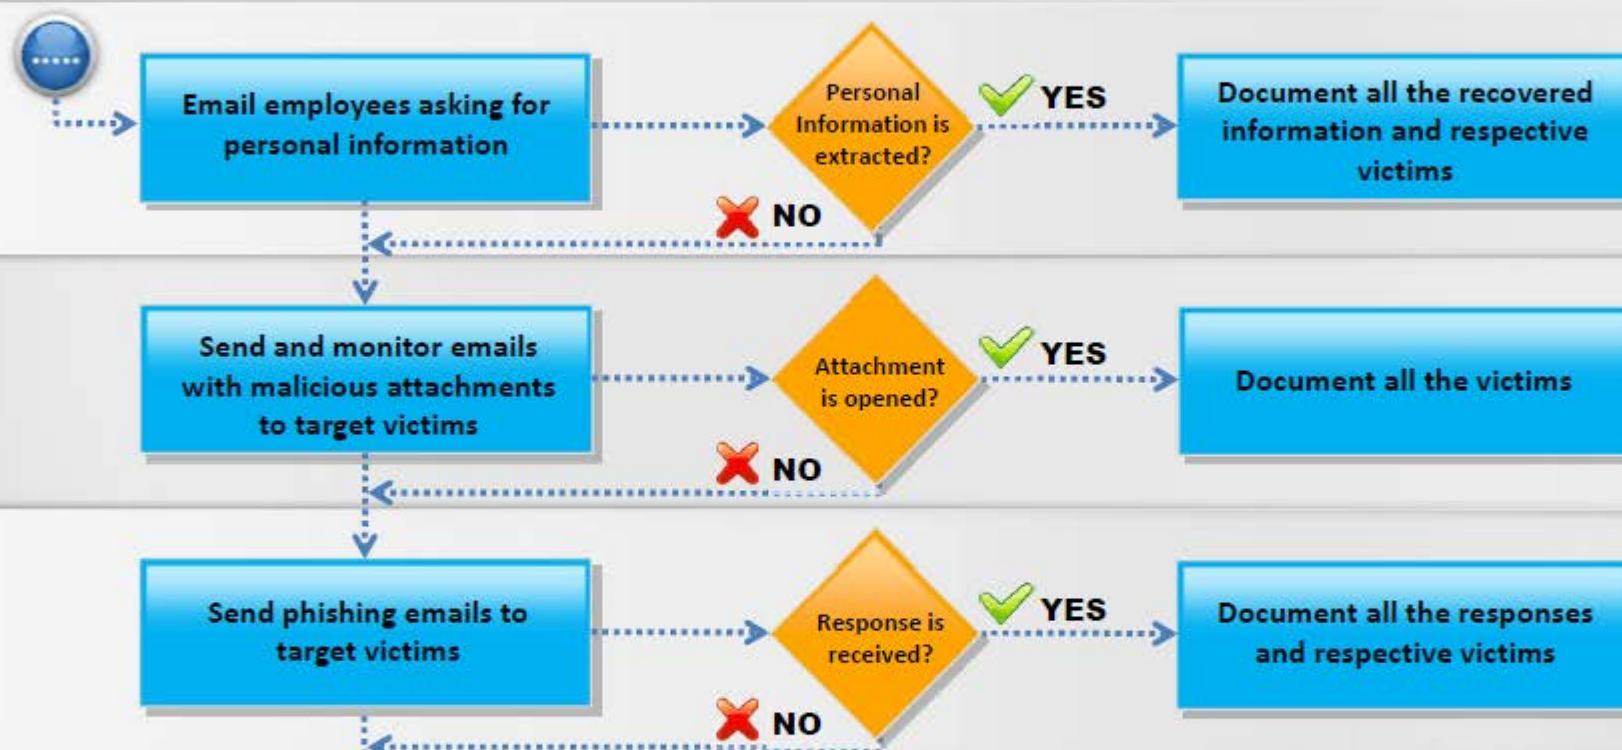 Email employees asking for
personal information
Personal
Information is
extracted?
YES
Document all the recovered
information and respective
victims
NO
Send and monitor emails
with malicious attachments
to target victims
Attachment
is opened?
YES
Document all the victims
NO
Send phishing emails to
target victims
Response is
received?
YES
Document all the responses
and respective victims
NO